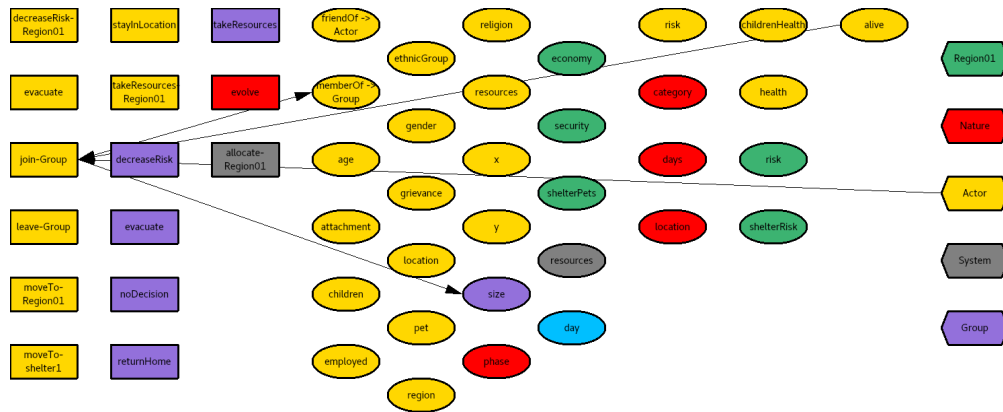 decreaseRisk-
Region01
stayInLocation
takeResources
friendOf ->
Actor
religion
risk
childrenHealth
alive
ethnicGroup
economy
Region01
evacuate
takeResources-
Region01
evolve
memberOf ->
Group
resources
category
health
gender
security
Nature
join-Group
decreaseRisk
allocate-
Region01
age
x
days
risk
grievance
shelterPets
Actor
leave-Group
evacuate
attachment
y
location
shelterRisk
location
resources
System
moveTo-
Region01
noDecision
children
size
pet
day
Group
moveTo-
shelter1
returnHome
employed
phase
region